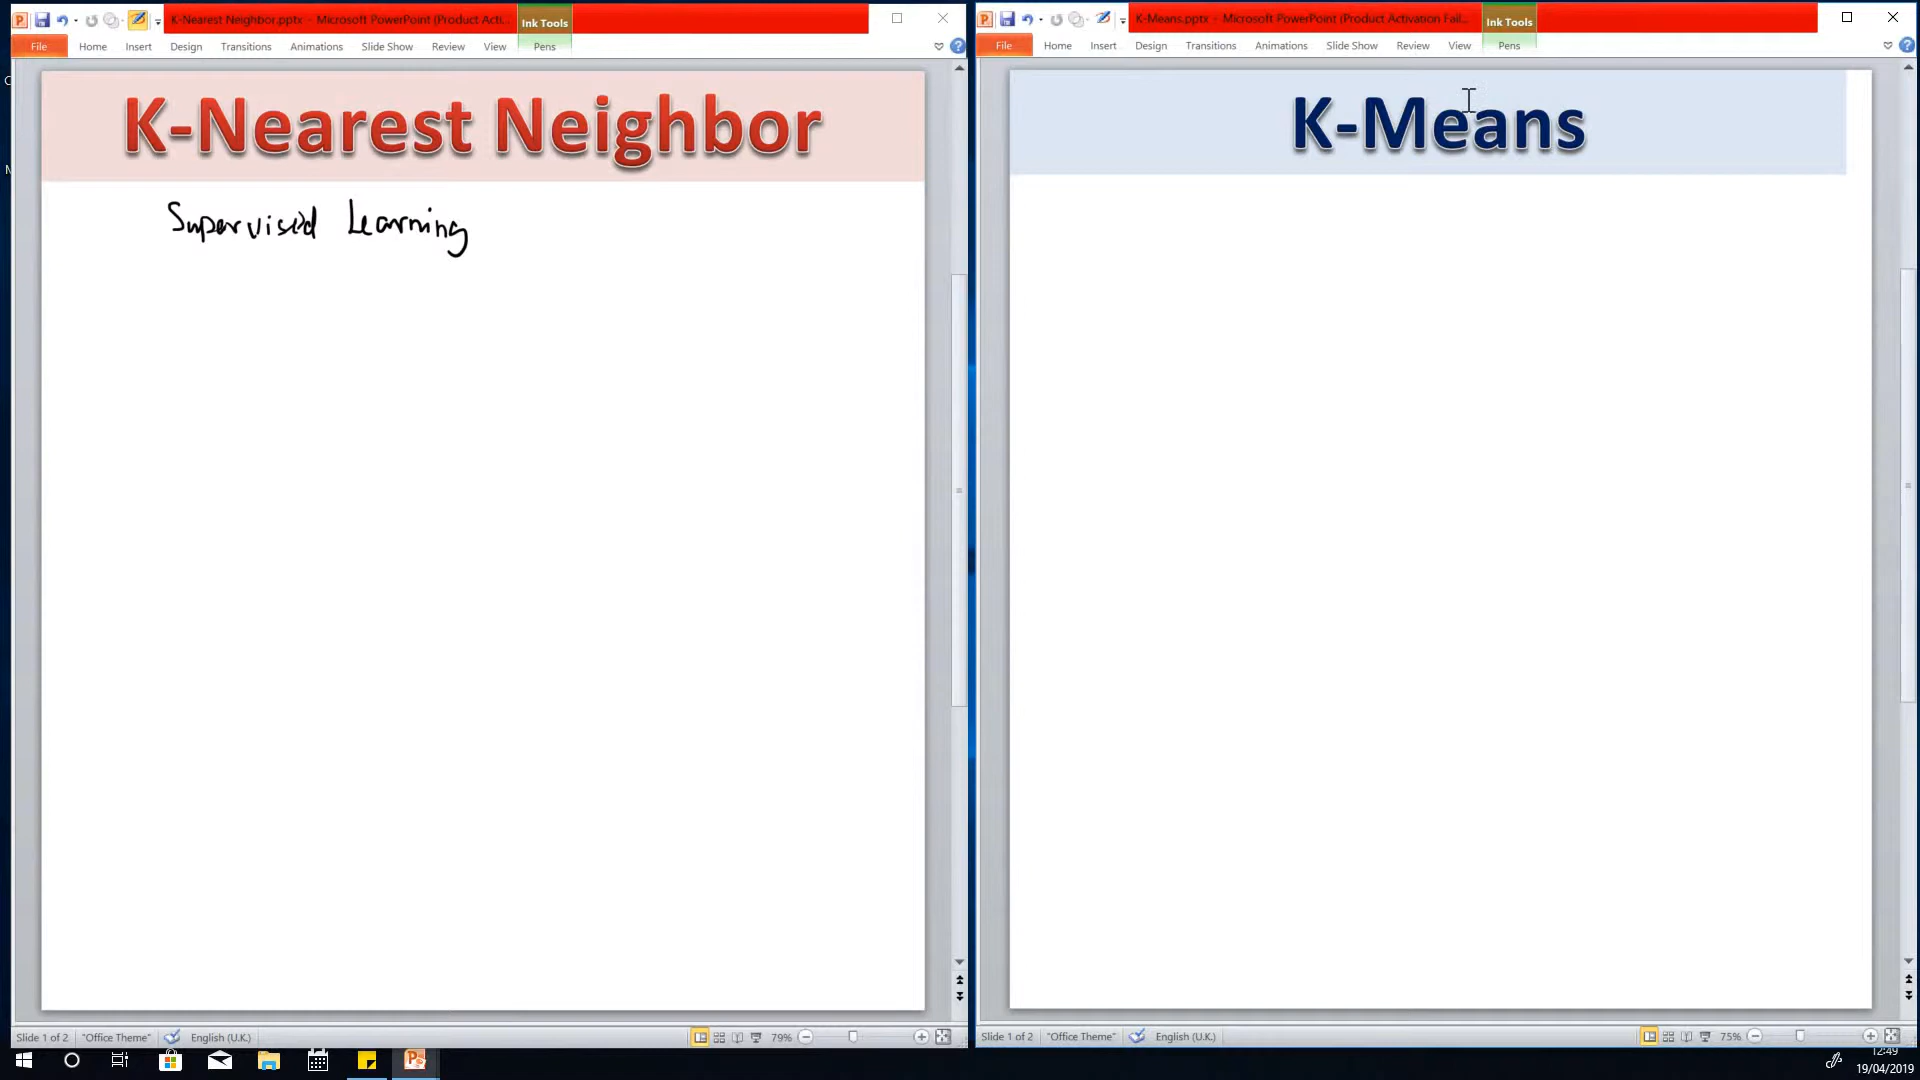 K-Nearest Neighbor.pptx - Microsoft PowerPoint (Product Acti...
Ink Tools
File Home Insert Design Transitions Animations Slide Show Review View Pens
K-Nearest Neighbor
Supervised Learning
Slide 1 of 2 "Office Theme" English (U.K.) 79%
K-Means.pptx - Microsoft PowerPoint (Product Activation Fail...
Ink Tools
File Home Insert Design Transitions Animations Slide Show Review View Pens
K-Means
Slide 1 of 2 "Office Theme" English (U.K.) 75%
12:49
19/04/2019